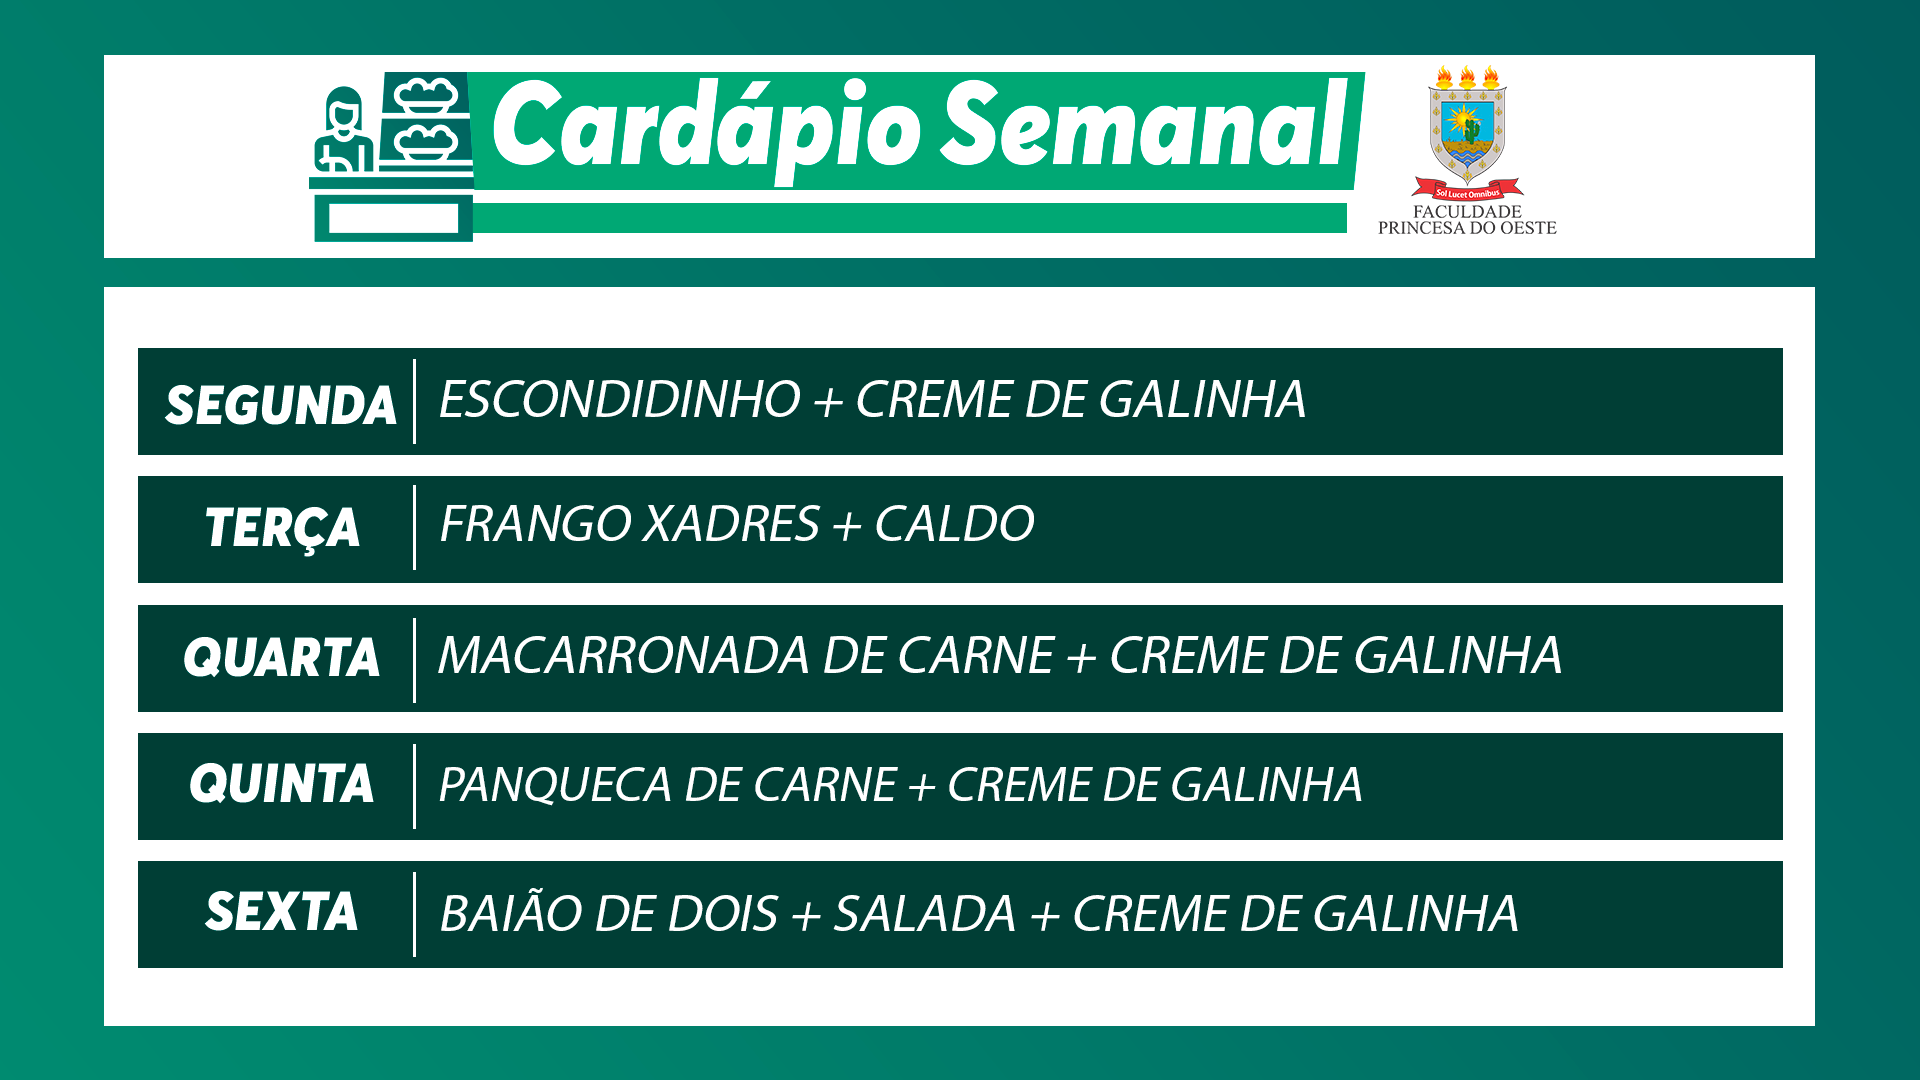 Cardápio Semanal
Sol Lucet Omnibus
FACULDADE
PRINCESA DO OESTE
SEGUNDA ESCONDIDINHO + CREME DE GALINHA
TERÇA FRANGO XADRES + CALDO
QUARTA MACARRONADA DE CARNE + CREME DE GALINHA
QUINTA PANQUECA DE CARNE + CREME DE GALINHA
SEXTA BAIÃO DE DOIS + SALADA + CREME DE GALINHA